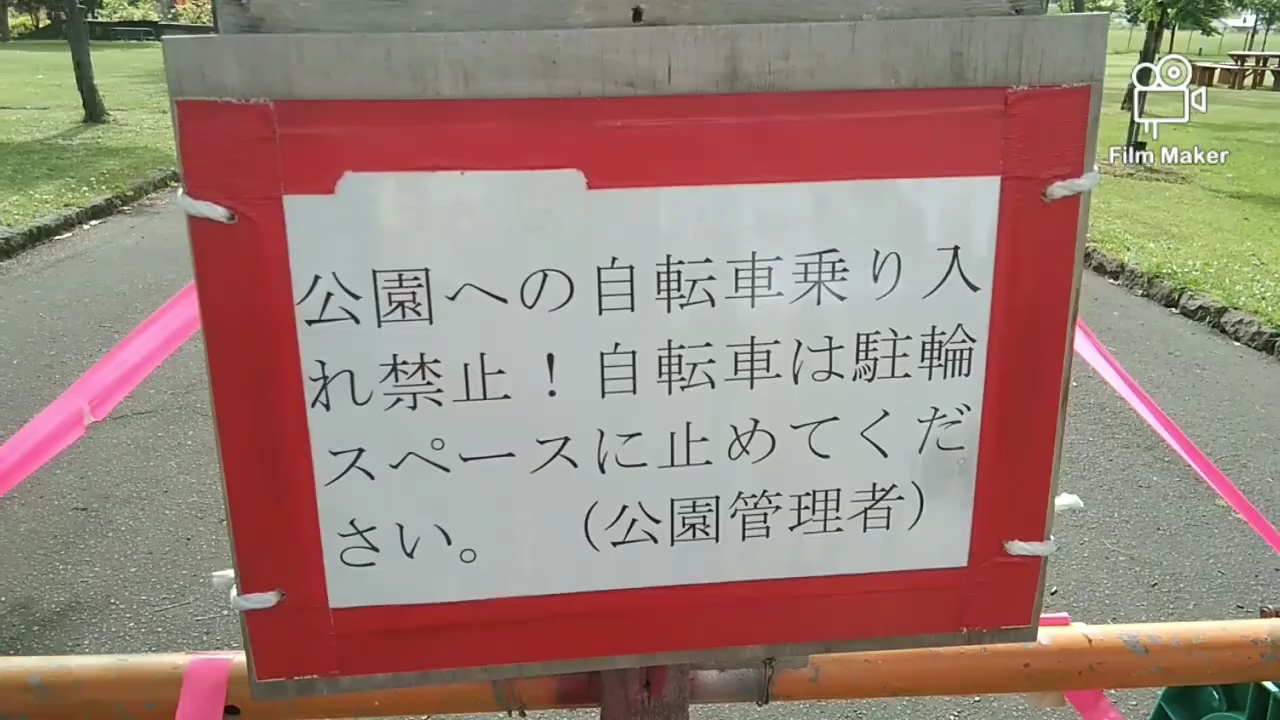 Film Maker
公園への自転車乗り入
れ禁止！自転車は駐輪
スペースに止めてくだ
さい。　（公園管理者）